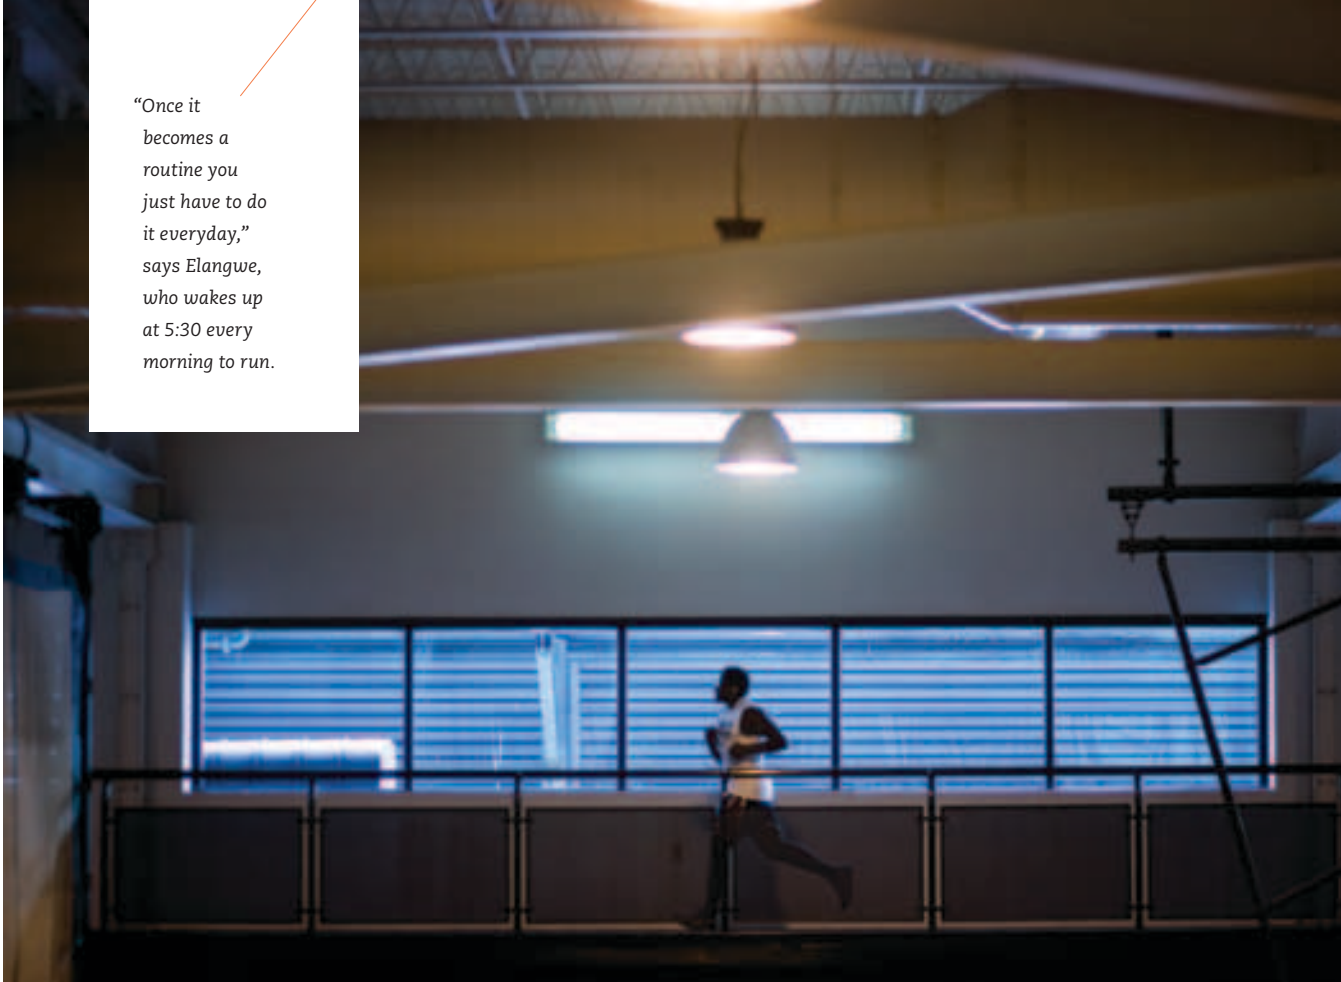 “Once it
becomes a
routine you
just have to do
it everyday,”
says Elangwe,
who wakes up
at 5:30 every
morning to run.